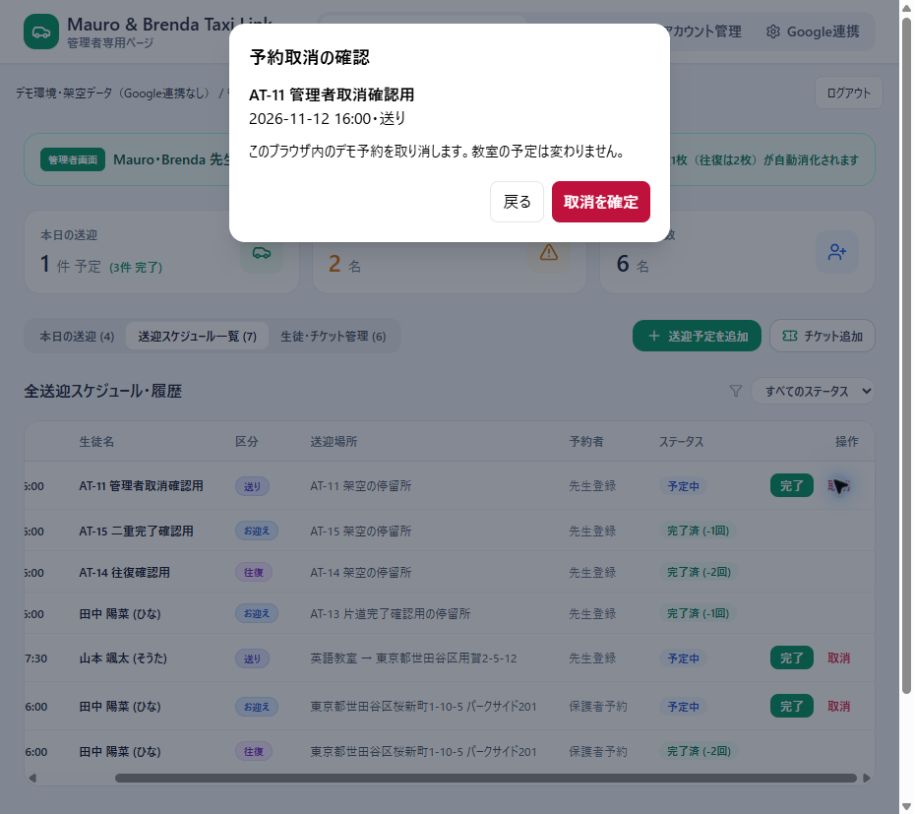 Mauro & Brenda Taxi Link
管理者専用ページ
アカウント管理
Google連携
デモ環境・架空データ（Google連携なし） /
ログアウト
予約取消の確認
AT-11 管理者取消確認用
2026-11-12 16:00・送り
このブラウザ内のデモ予約を取り消します。教室の予定は変わりません。
戻る
取消を確定
管理者画面
Mauro・Brenda 先生
1枚（往復は2枚）が自動消化されます
本日の送迎
1 件 予定 (3件 完了)
2 名
数
6 名
本日の送迎 (4)
送迎スケジュール一覧 (7)
生徒・チケット管理 (6)
＋ 送迎予定を追加
チケット追加
全送迎スケジュール・履歴
すべてのステータス
生徒名 区分 送迎場所 予約者 ステータス 操作
6:00 AT-11 管理者取消確認用 送り AT-11 架空の停留所 先生登録 予定中 完了
6:00 AT-15 二重完了確認用 お迎え AT-15 架空の停留所 先生登録 完了済 (-1回)
6:00 AT-14 往復確認用 往復 AT-14 架空の停留所 先生登録 完了済 (-2回)
6:00 田中 陽菜 (ひな) お迎え AT-13 片道完了確認用の停留所 先生登録 完了済 (-1回)
7:30 山本 颯太 (そうた) 送り 英語教室 → 東京都世田谷区用賀2-5-12 先生登録 予定中 完了 取消
6:00 田中 陽菜 (ひな) お迎え 東京都世田谷区桜新町1-10-5 パークサイド201 保護者予約 予定中 完了 取消
6:00 田中 陽菜 (ひな) 往復 東京都世田谷区桜新町1-10-5 パークサイド201 保護者予約 完了済 (-2回)